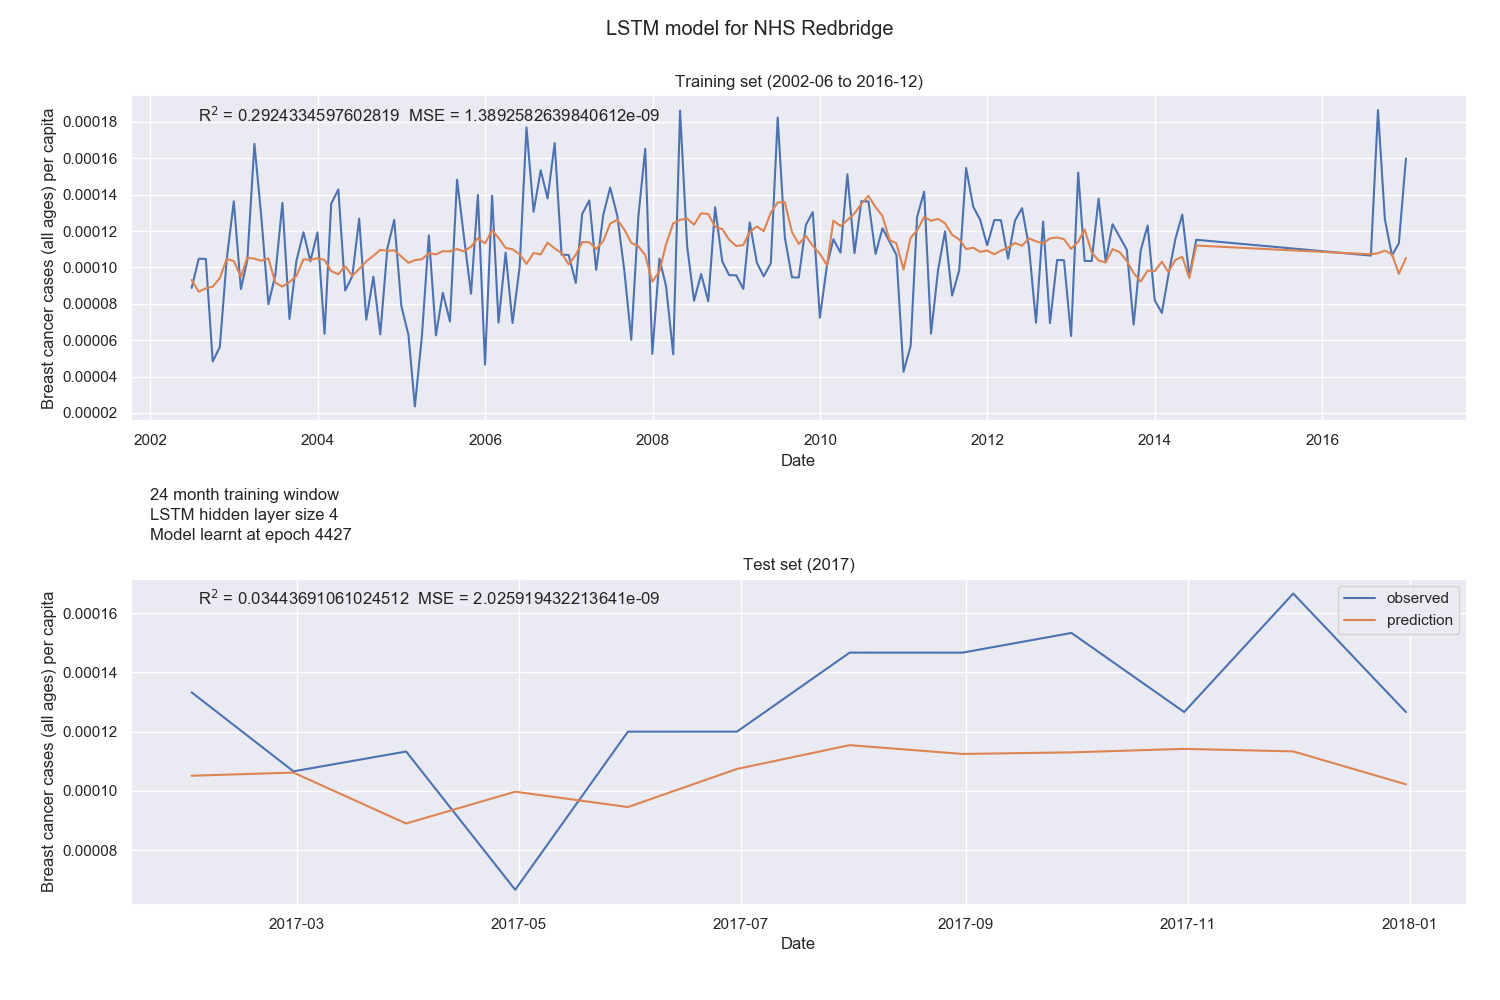 LSTM model for NHS Redbridge
Training set (2002-06 to 2016-12)
R² = 0.2924334597602819 MSE = 1.3892582639840612e-09
Breast cancer cases (all ages) per capita
0.00018
0.00016
0.00014
0.00012
0.00010
0.00008
0.00006
0.00004
0.00002
2002 2004 2006 2008 2010 2012 2014 2016
Date
24 month training window
LSTM hidden layer size 4
Model learnt at epoch 4427
Test set (2017)
R² = 0.03443691061024512 MSE = 2.025919432213641e-09
observed
prediction
Breast cancer cases (all ages) per capita
0.00016
0.00014
0.00012
0.00010
0.00008
2017-03 2017-05 2017-07 2017-09 2017-11 2018-01
Date